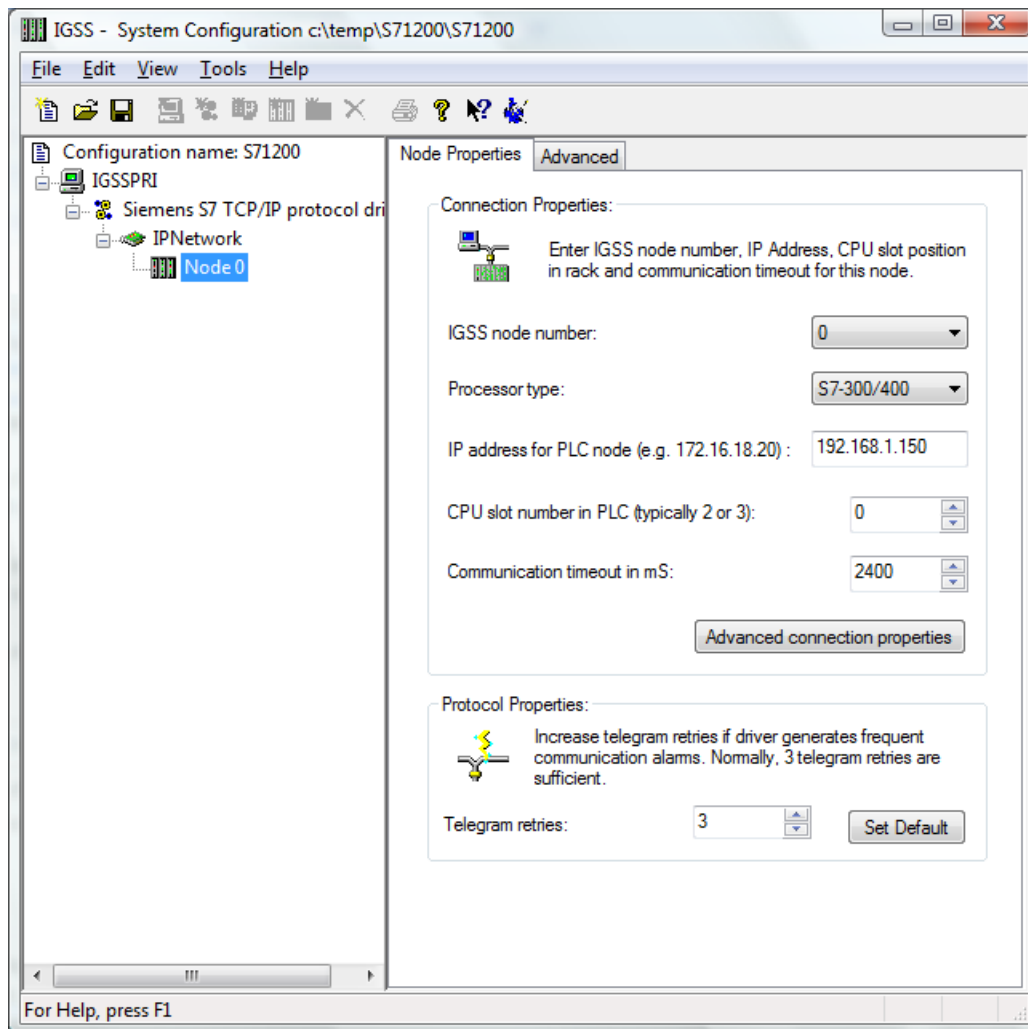 IGSS - System Configuration c:\temp\S71200\S71200
File Edit View Tools Help
Configuration name: S71200
IGSSPRI
Siemens S7 TCP/IP protocol dri
IPNetwork
Node 0
Node Properties Advanced
Connection Properties:
Enter IGSS node number, IP Address, CPU slot position
in rack and communication timeout for this node.
IGSS node number: 0
Processor type: S7-300/400
IP address for PLC node (e.g. 172.16.18.20) : 192.168.1.150
CPU slot number in PLC (typically 2 or 3): 0
Communication timeout in mS: 2400
Advanced connection properties
Protocol Properties:
Increase telegram retries if driver generates frequent
communication alarms. Normally, 3 telegram retries are
sufficient.
Telegram retries: 3 Set Default
For Help, press F1